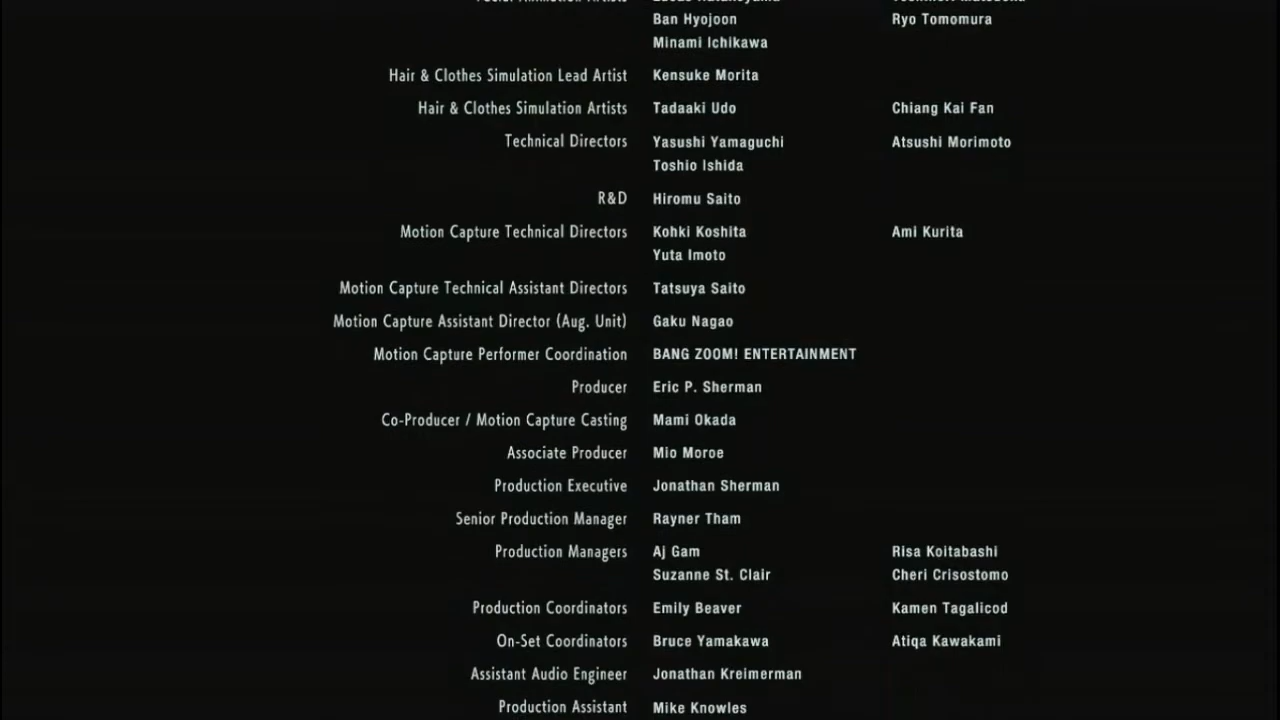 Ban Hyojoon Ryo Tomomura
Minami Ichikawa
Hair & Clothes Simulation Lead Artist Kensuke Morita
Hair & Clothes Simulation Artists Tadaaki Udo Chiang Kai Fan
Technical Directors Yasushi Yamaguchi Atsushi Morimoto
Toshio Ishida
R&D Hiromu Saito
Motion Capture Technical Directors Kohki Koshita Ami Kurita
Yuta Imoto
Motion Capture Technical Assistant Directors Tatsuya Saito
Motion Capture Assistant Director (Aug. Unit) Gaku Nagao
Motion Capture Performer Coordination BANG ZOOM! ENTERTAINMENT
Producer Eric P. Sherman
Co-Producer / Motion Capture Casting Mami Okada
Associate Producer Mio Moroe
Production Executive Jonathan Sherman
Senior Production Manager Rayner Tham
Production Managers Aj Gam Risa Koitabashi
Suzanne St. Clair Cheri Crisostomo
Production Coordinators Emily Beaver Kamen Tagalicod
On-Set Coordinators Bruce Yamakawa Atiqa Kawakami
Assistant Audio Engineer Jonathan Kreimerman
Production Assistant Mike Knowles